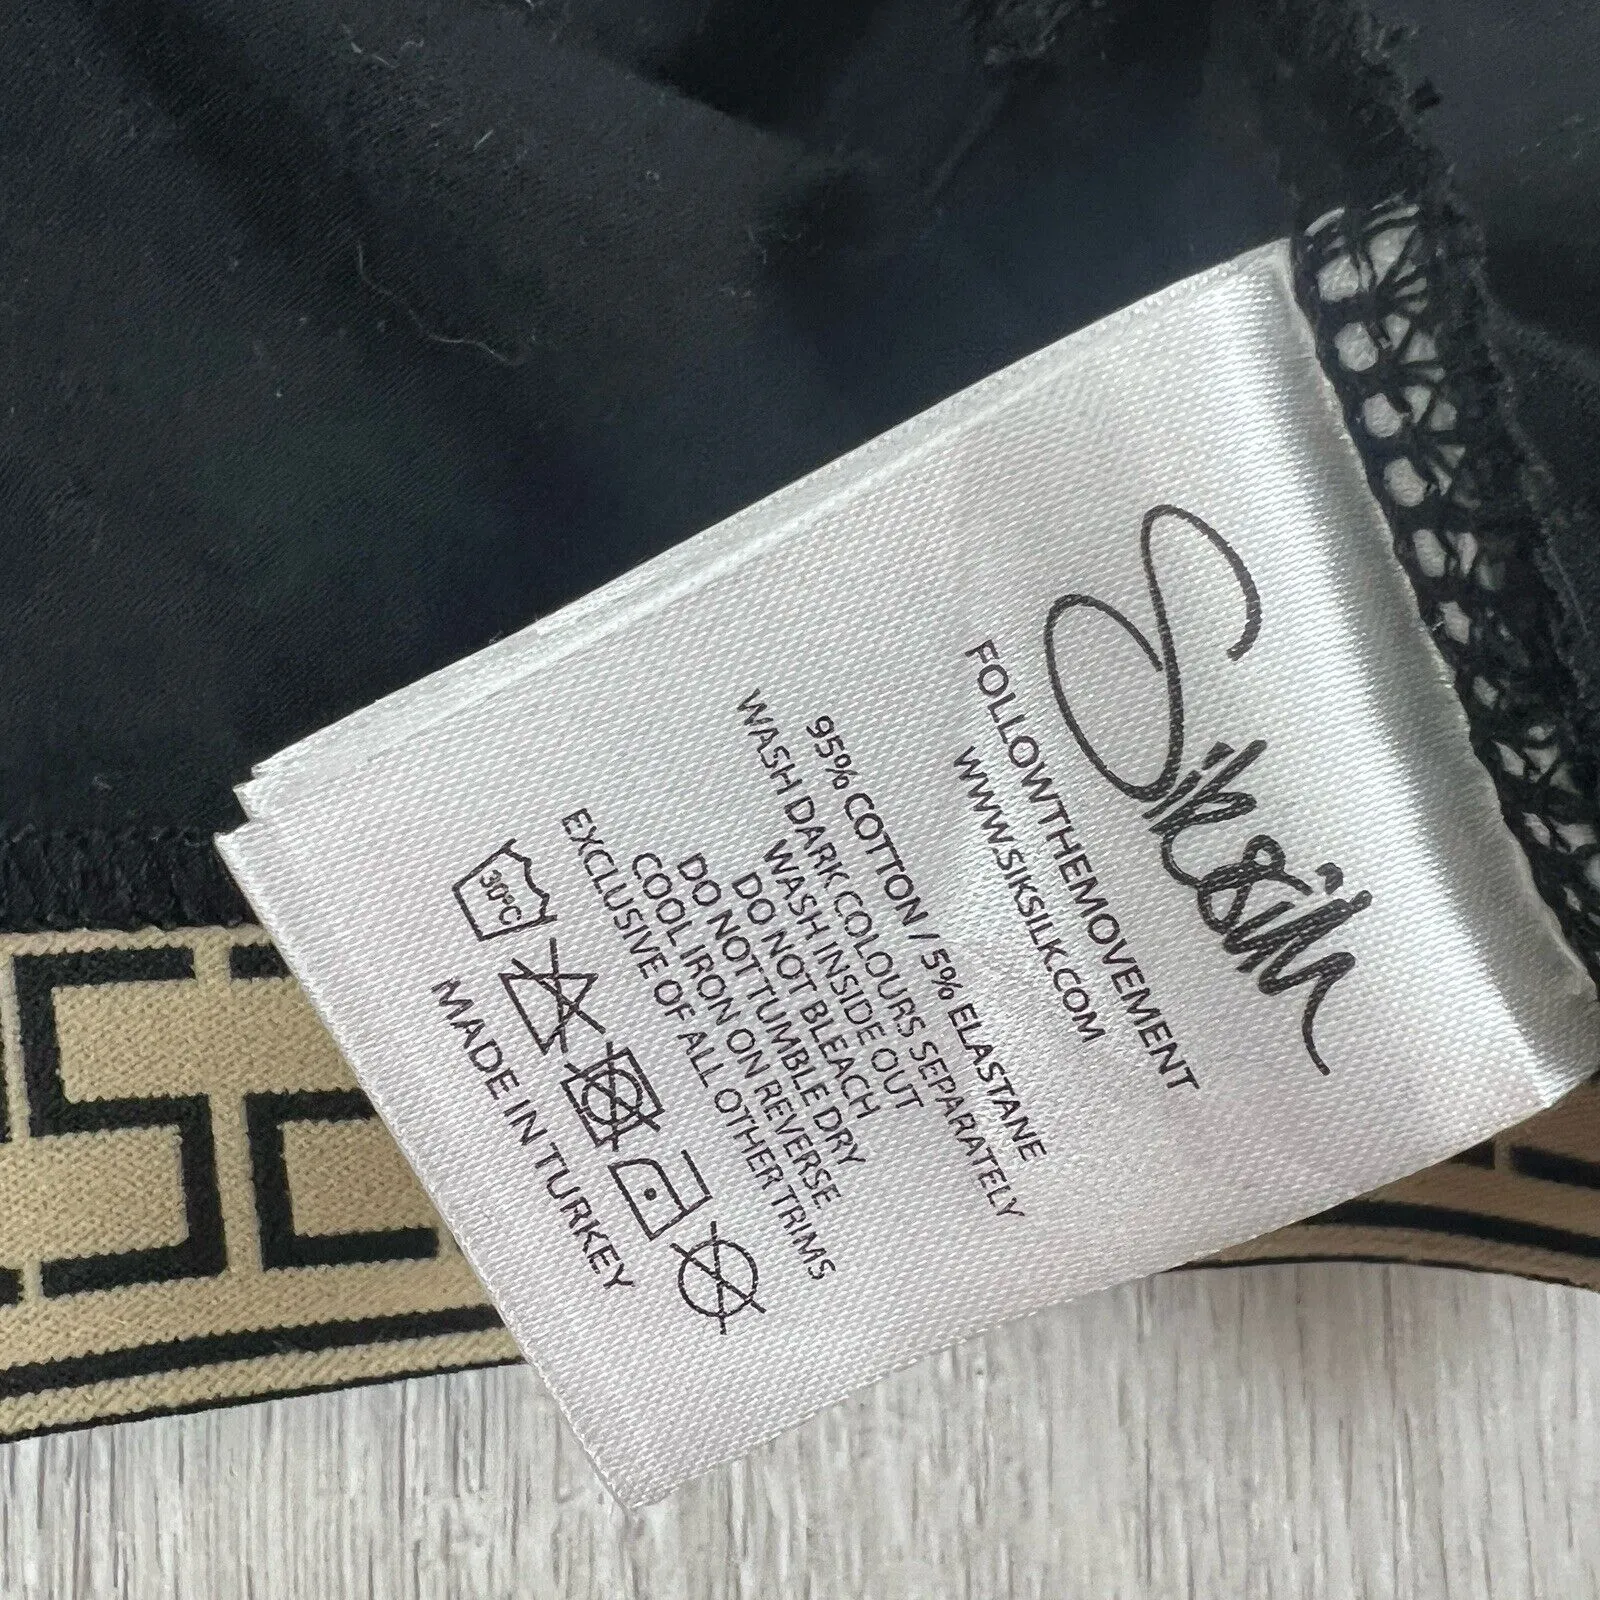 Siksilk
FOLLOWTHEMOVEMENT
WWW.SIKSILK.COM
95% COTTON / 5% ELASTANE
WASH DARK COLOURS SEPARATELY
WASH INSIDE OUT
DO NOT BLEACH
DO NOT TUMBLE DRY
COOL IRON ON REVERSE
EXCLUSIVE OF ALL OTHER TRIMS
30°C
MADE IN TURKEY